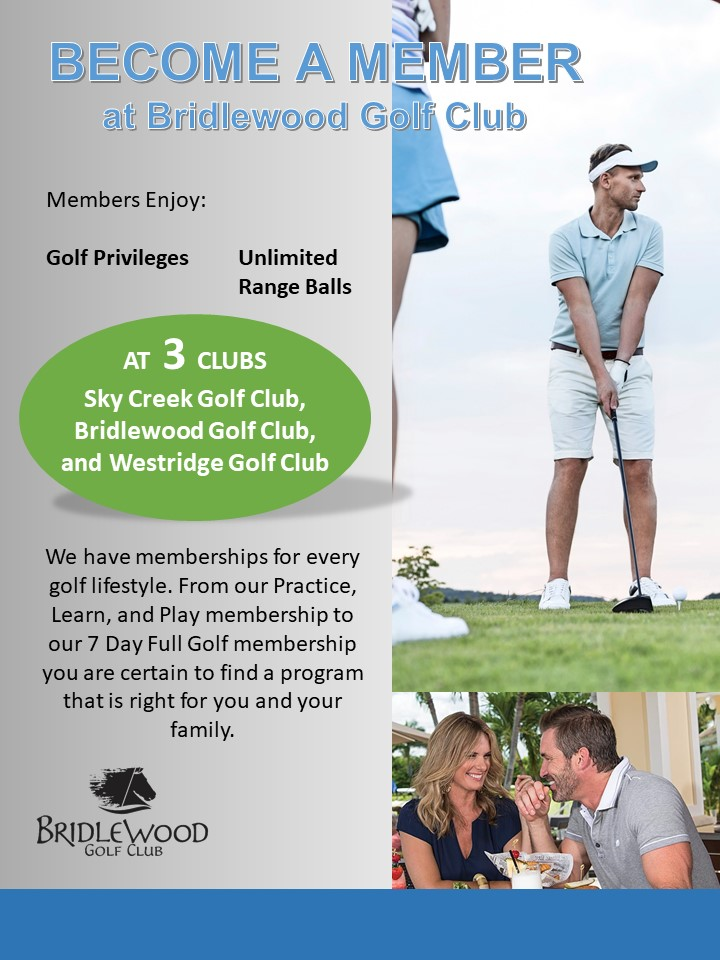 BECOME A MEMBER
at Bridlewood Golf Club
Members Enjoy:
Golf Privileges
Unlimited
Range Balls
AT 3 CLUBS
Sky Creek Golf Club,
Bridlewood Golf Club,
and Westridge Golf Club
We have memberships for every
golf lifestyle. From our Practice,
Learn, and Play membership to
our 7 Day Full Golf membership
you are certain to find a program
that is right for you and your
family.
BRIDLEWOOD
GOLF CLUB